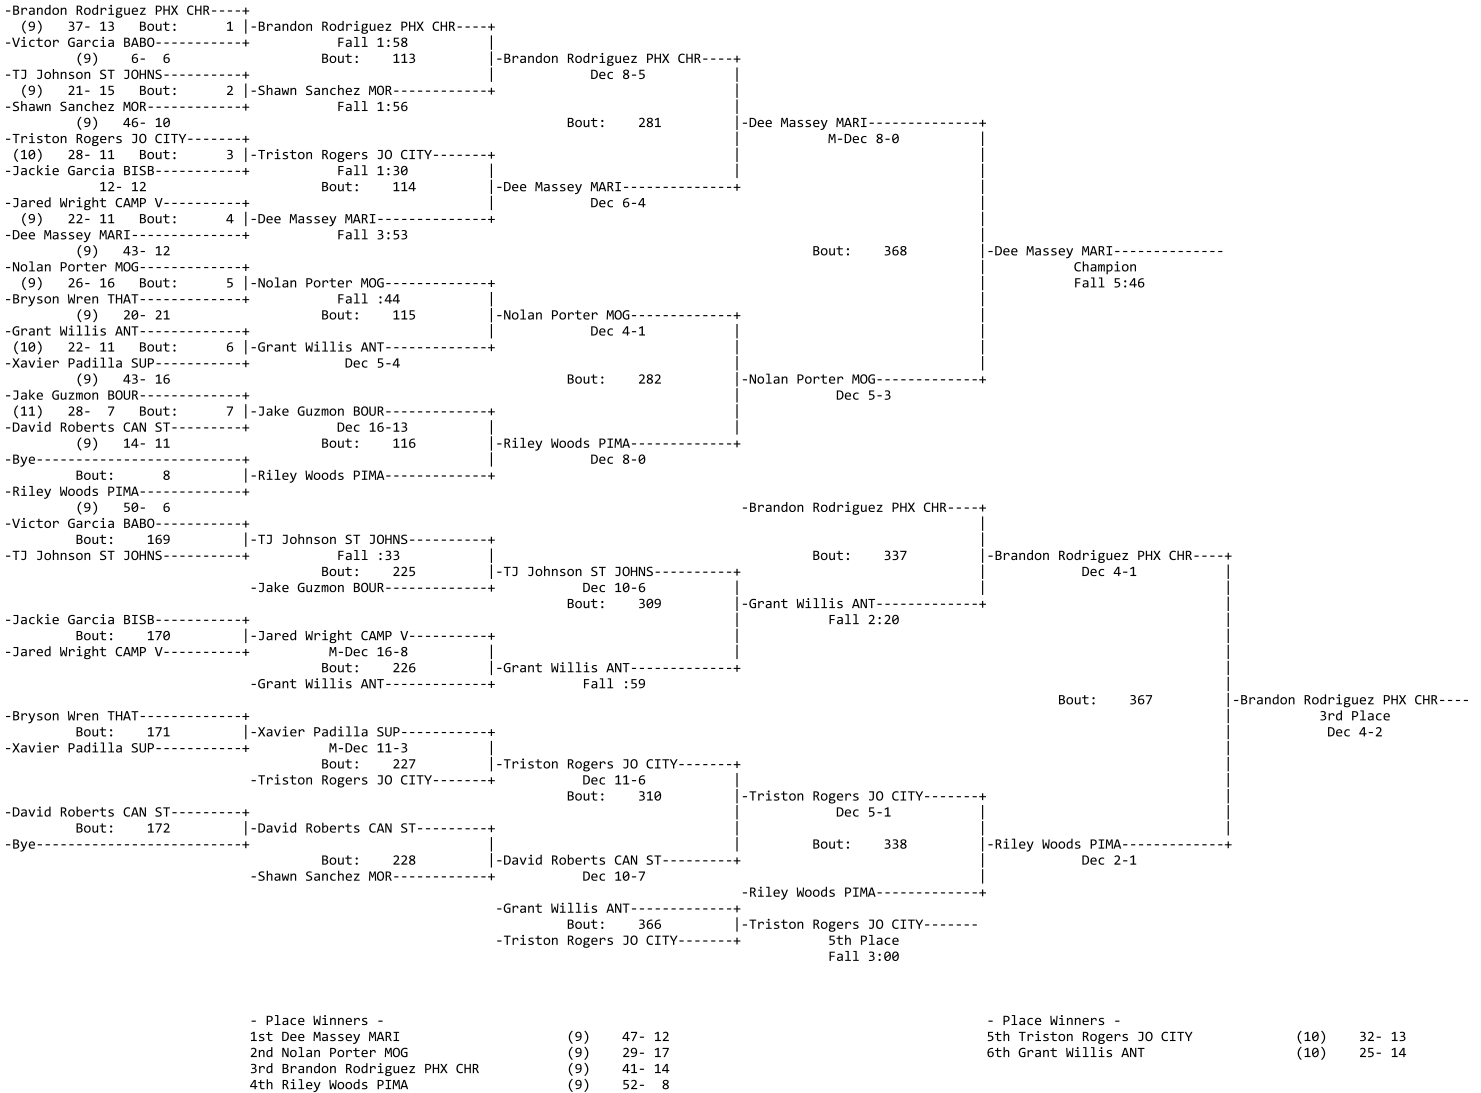 -Brandon Rodriguez PHX CHR----+
(9)   37- 13   Bout:      1 |-Brandon Rodriguez PHX CHR----+
-Victor Garcia BABO-----------+           Fall 1:58          |
(9)    6-  6                   Bout:    113         |-Brandon Rodriguez PHX CHR----+
-TJ Johnson ST JOHNS----------+                              |            Dec 8-5           |
(9)   21- 15   Bout:      2 |-Shawn Sanchez MOR------------+                              |
-Shawn Sanchez MOR------------+           Fall 1:56                                         |
(9)   46- 10                                                  Bout:    281         |-Dee Massey MARI--------------+
-Triston Rogers JO CITY-------+                                                             |           M-Dec 8-0          |
(10)   28- 11   Bout:      3 |-Triston Rogers JO CITY-------+                              |                              |
-Jackie Garcia BISB-----------+           Fall 1:30          |                              |                              |
12- 12                   Bout:    114         |-Dee Massey MARI--------------+                              |
-Jared Wright CAMP V----------+                              |            Dec 6-4                                          |
(9)   22- 11   Bout:      4 |-Dee Massey MARI--------------+                                                             |
-Dee Massey MARI--------------+           Fall 3:53                                                                        |
(9)   43- 12                                                                                 Bout:    368         |-Dee Massey MARI--------------
-Nolan Porter MOG-------------+                                                                                            |          Champion
(9)   26- 16   Bout:      5 |-Nolan Porter MOG-------------+                                                             |          Fall 5:46
-Bryson Wren THAT-------------+           Fall :44           |                                                             |
(9)   20- 21                   Bout:    115         |-Nolan Porter MOG-------------+                              |
-Grant Willis ANT-------------+                              |            Dec 4-1           |                              |
(10)   22- 11   Bout:      6 |-Grant Willis ANT-------------+                              |                              |
-Xavier Padilla SUP-----------+            Dec 5-4                                          |                              |
(9)   43- 16                                                  Bout:    282         |-Nolan Porter MOG-------------+
-Jake Guzmon BOUR-------------+                                                             |            Dec 5-3
(11)   28-  7   Bout:      7 |-Jake Guzmon BOUR-------------+                              |
-David Roberts CAN ST---------+           Dec 16-13          |                              |
(9)   14- 11                   Bout:    116         |-Riley Woods PIMA-------------+
-Bye--------------------------+                              |            Dec 8-0
Bout:      8         |-Riley Woods PIMA-------------+
-Riley Woods PIMA-------------+
(9)   50-  6                                                                        -Brandon Rodriguez PHX CHR----+
-Victor Garcia BABO-----------+                                                                                            |
Bout:    169         |-TJ Johnson ST JOHNS----------+                                                             |
-TJ Johnson ST JOHNS----------+           Fall :33           |                                        Bout:    337         |-Brandon Rodriguez PHX CHR----+
Bout:    225         |-TJ Johnson ST JOHNS----------+                              |            Dec 4-1           |
-Jake Guzmon BOUR-------------+           Dec 10-6           |                              |                              |
Bout:    309         |-Grant Willis ANT-------------+                              |
-Jackie Garcia BISB-----------+                                                             |           Fall 2:20                                         |
Bout:    170         |-Jared Wright CAMP V----------+                              |                                                             |
-Jared Wright CAMP V----------+          M-Dec 16-8          |                              |                                                             |
Bout:    226         |-Grant Willis ANT-------------+                                                             |
-Grant Willis ANT-------------+           Fall :59                                                                        |
Bout:    367         |-Brandon Rodriguez PHX CHR----
-Bryson Wren THAT-------------+                                                                                                                           |          3rd Place
Bout:    171         |-Xavier Padilla SUP-----------+                                                                                            |           Dec 4-2
-Xavier Padilla SUP-----------+          M-Dec 11-3          |                                                                                            |
Bout:    227         |-Triston Rogers JO CITY-------+                                                             |
-Triston Rogers JO CITY-------+           Dec 11-6           |                                                             |
Bout:    310         |-Triston Rogers JO CITY-------+                              |
-David Roberts CAN ST---------+                                                             |            Dec 5-1           |                              |
Bout:    172         |-David Roberts CAN ST---------+                              |                              |                              |
-Bye--------------------------+                              |                              |         Bout:    338         |-Riley Woods PIMA-------------+
Bout:    228         |-David Roberts CAN ST---------+                              |            Dec 2-1
-Shawn Sanchez MOR------------+           Dec 10-7                                          |
-Riley Woods PIMA-------------+
-Grant Willis ANT-------------+
Bout:    366         |-Triston Rogers JO CITY-------
-Triston Rogers JO CITY-------+          5th Place
Fall 3:00
- Place Winners -                                                                            - Place Winners -
1st Dee Massey MARI                     (9)    47- 12                                        5th Triston Rogers JO CITY             (10)    32- 13
2nd Nolan Porter MOG                    (9)    29- 17                                        6th Grant Willis ANT                   (10)    25- 14
3rd Brandon Rodriguez PHX CHR           (9)    41- 14
4th Riley Woods PIMA                    (9)    52-  8